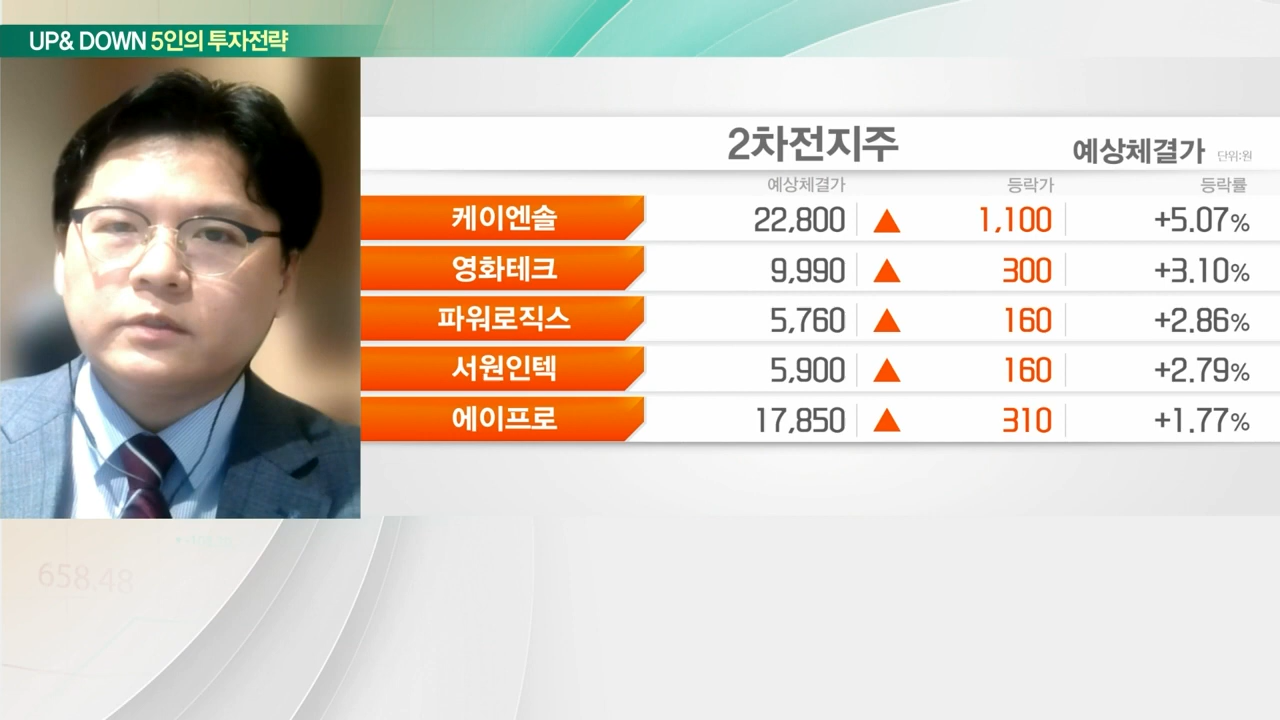 UP& DOWN 5인의 투자전략
2차전지주 예상체결가 단위:원
예상체결가 등락가 등락률
케이엔솔 22,800 ▲ 1,100 +5.07%
영화테크 9,990 ▲ 300 +3.10%
파워로직스 5,760 ▲ 160 +2.86%
서원인텍 5,900 ▲ 160 +2.79%
에이프로 17,850 ▲ 310 +1.77%
658.48